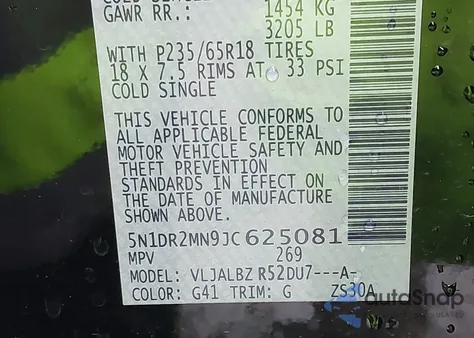 GAWR RR.: 1454 KG
3205 LB
WITH P235/65R18 TIRES
18 X 7.5 RIMS AT 33 PSI
COLD SINGLE
THIS VEHICLE CONFORMS TO
ALL APPLICABLE FEDERAL
MOTOR VEHICLE SAFETY AND
THEFT PREVENTION
STANDARDS IN EFFECT ON
THE DATE OF MANUFACTURE
SHOWN ABOVE.
5N1DR2MN9JC625081
MPV 269
MODEL: VLJALBZ R52DU7---A-
COLOR: G41 TRIM: G ZS30A
autoSnap